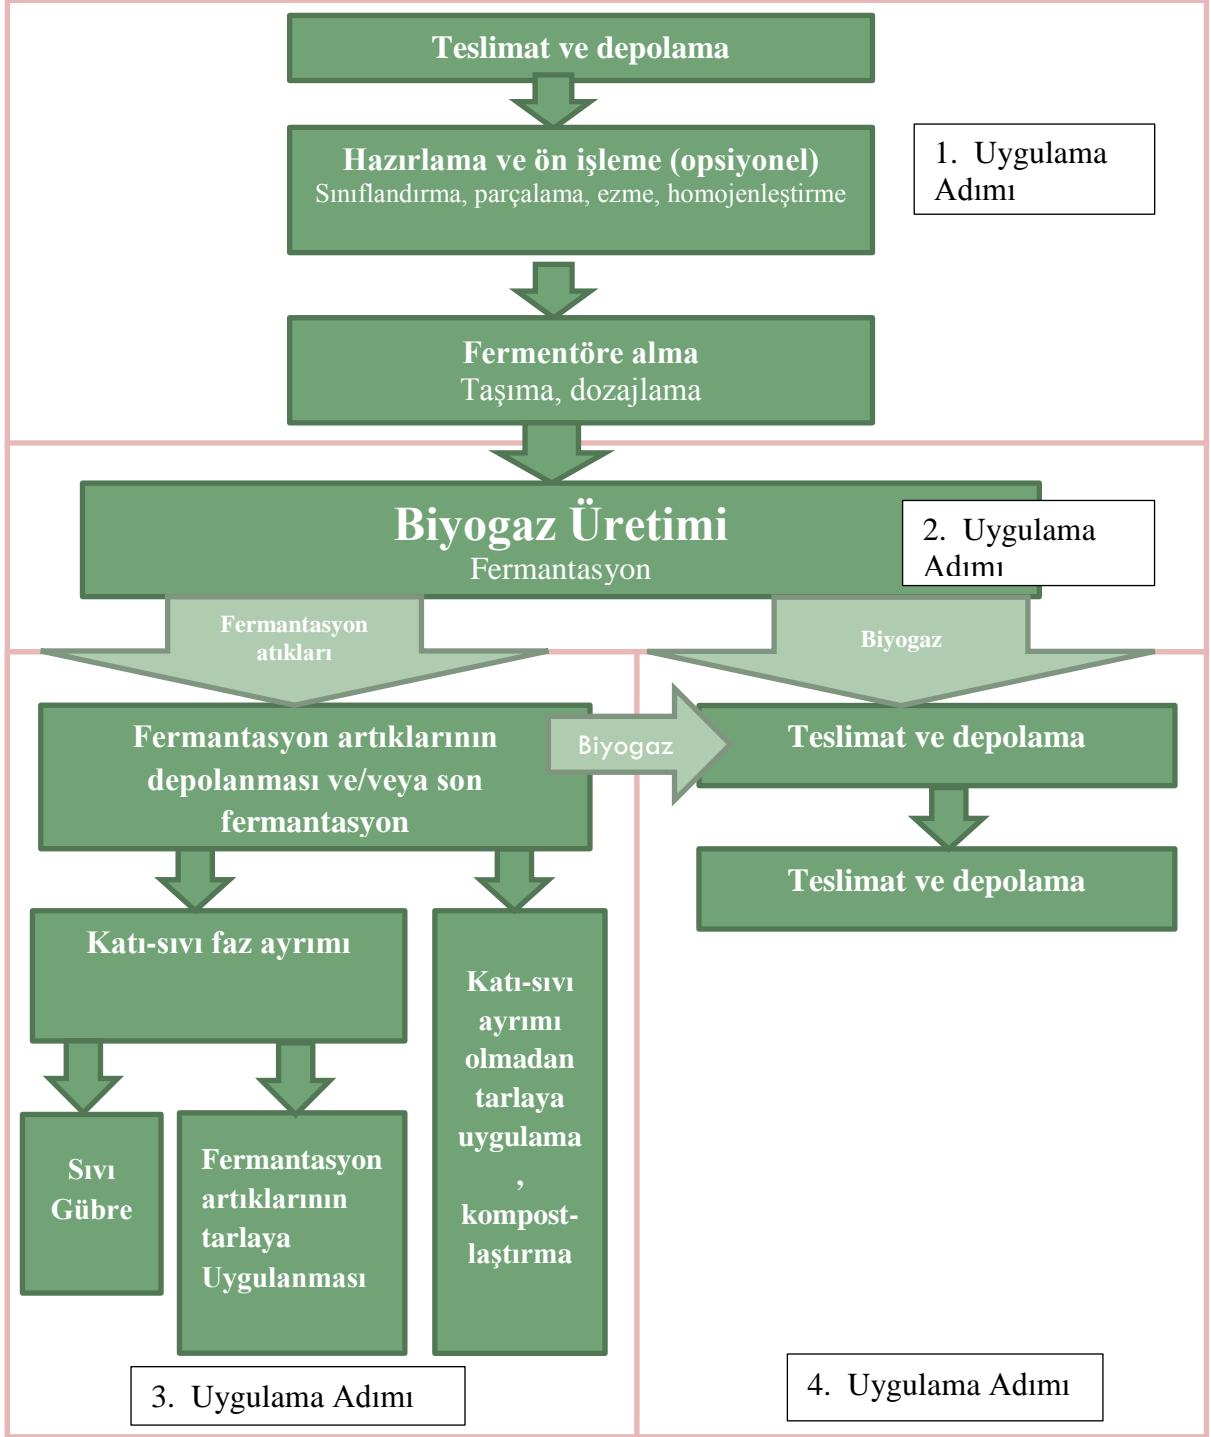 Teslimat ve depolama
Hazırlama ve ön işleme (opsiyonel)
Sınıflandırma, parçalama, ezme, homojenleştirme
1. Uygulama
Adımı
Fermentöre alma
Taşıma, dozajlama
Biyogaz Üretimi
Fermantasyon
2. Uygulama
Adımı
Fermantasyon
atıkları
Biyogaz
Fermantasyon artıklarının
depolanması ve/veya son
fermantasyon
Biyogaz
Teslimat ve depolama
Teslimat ve depolama
Katı-sıvı faz ayrımı
Katı-sıvı
ayrımı
olmadan
tarlaya
uygulama
,
kompost-
laştırma
Sıvı
Gübre
Fermantasyon
artıklarının
tarlaya
Uygulanması
3. Uygulama Adımı
4. Uygulama Adımı